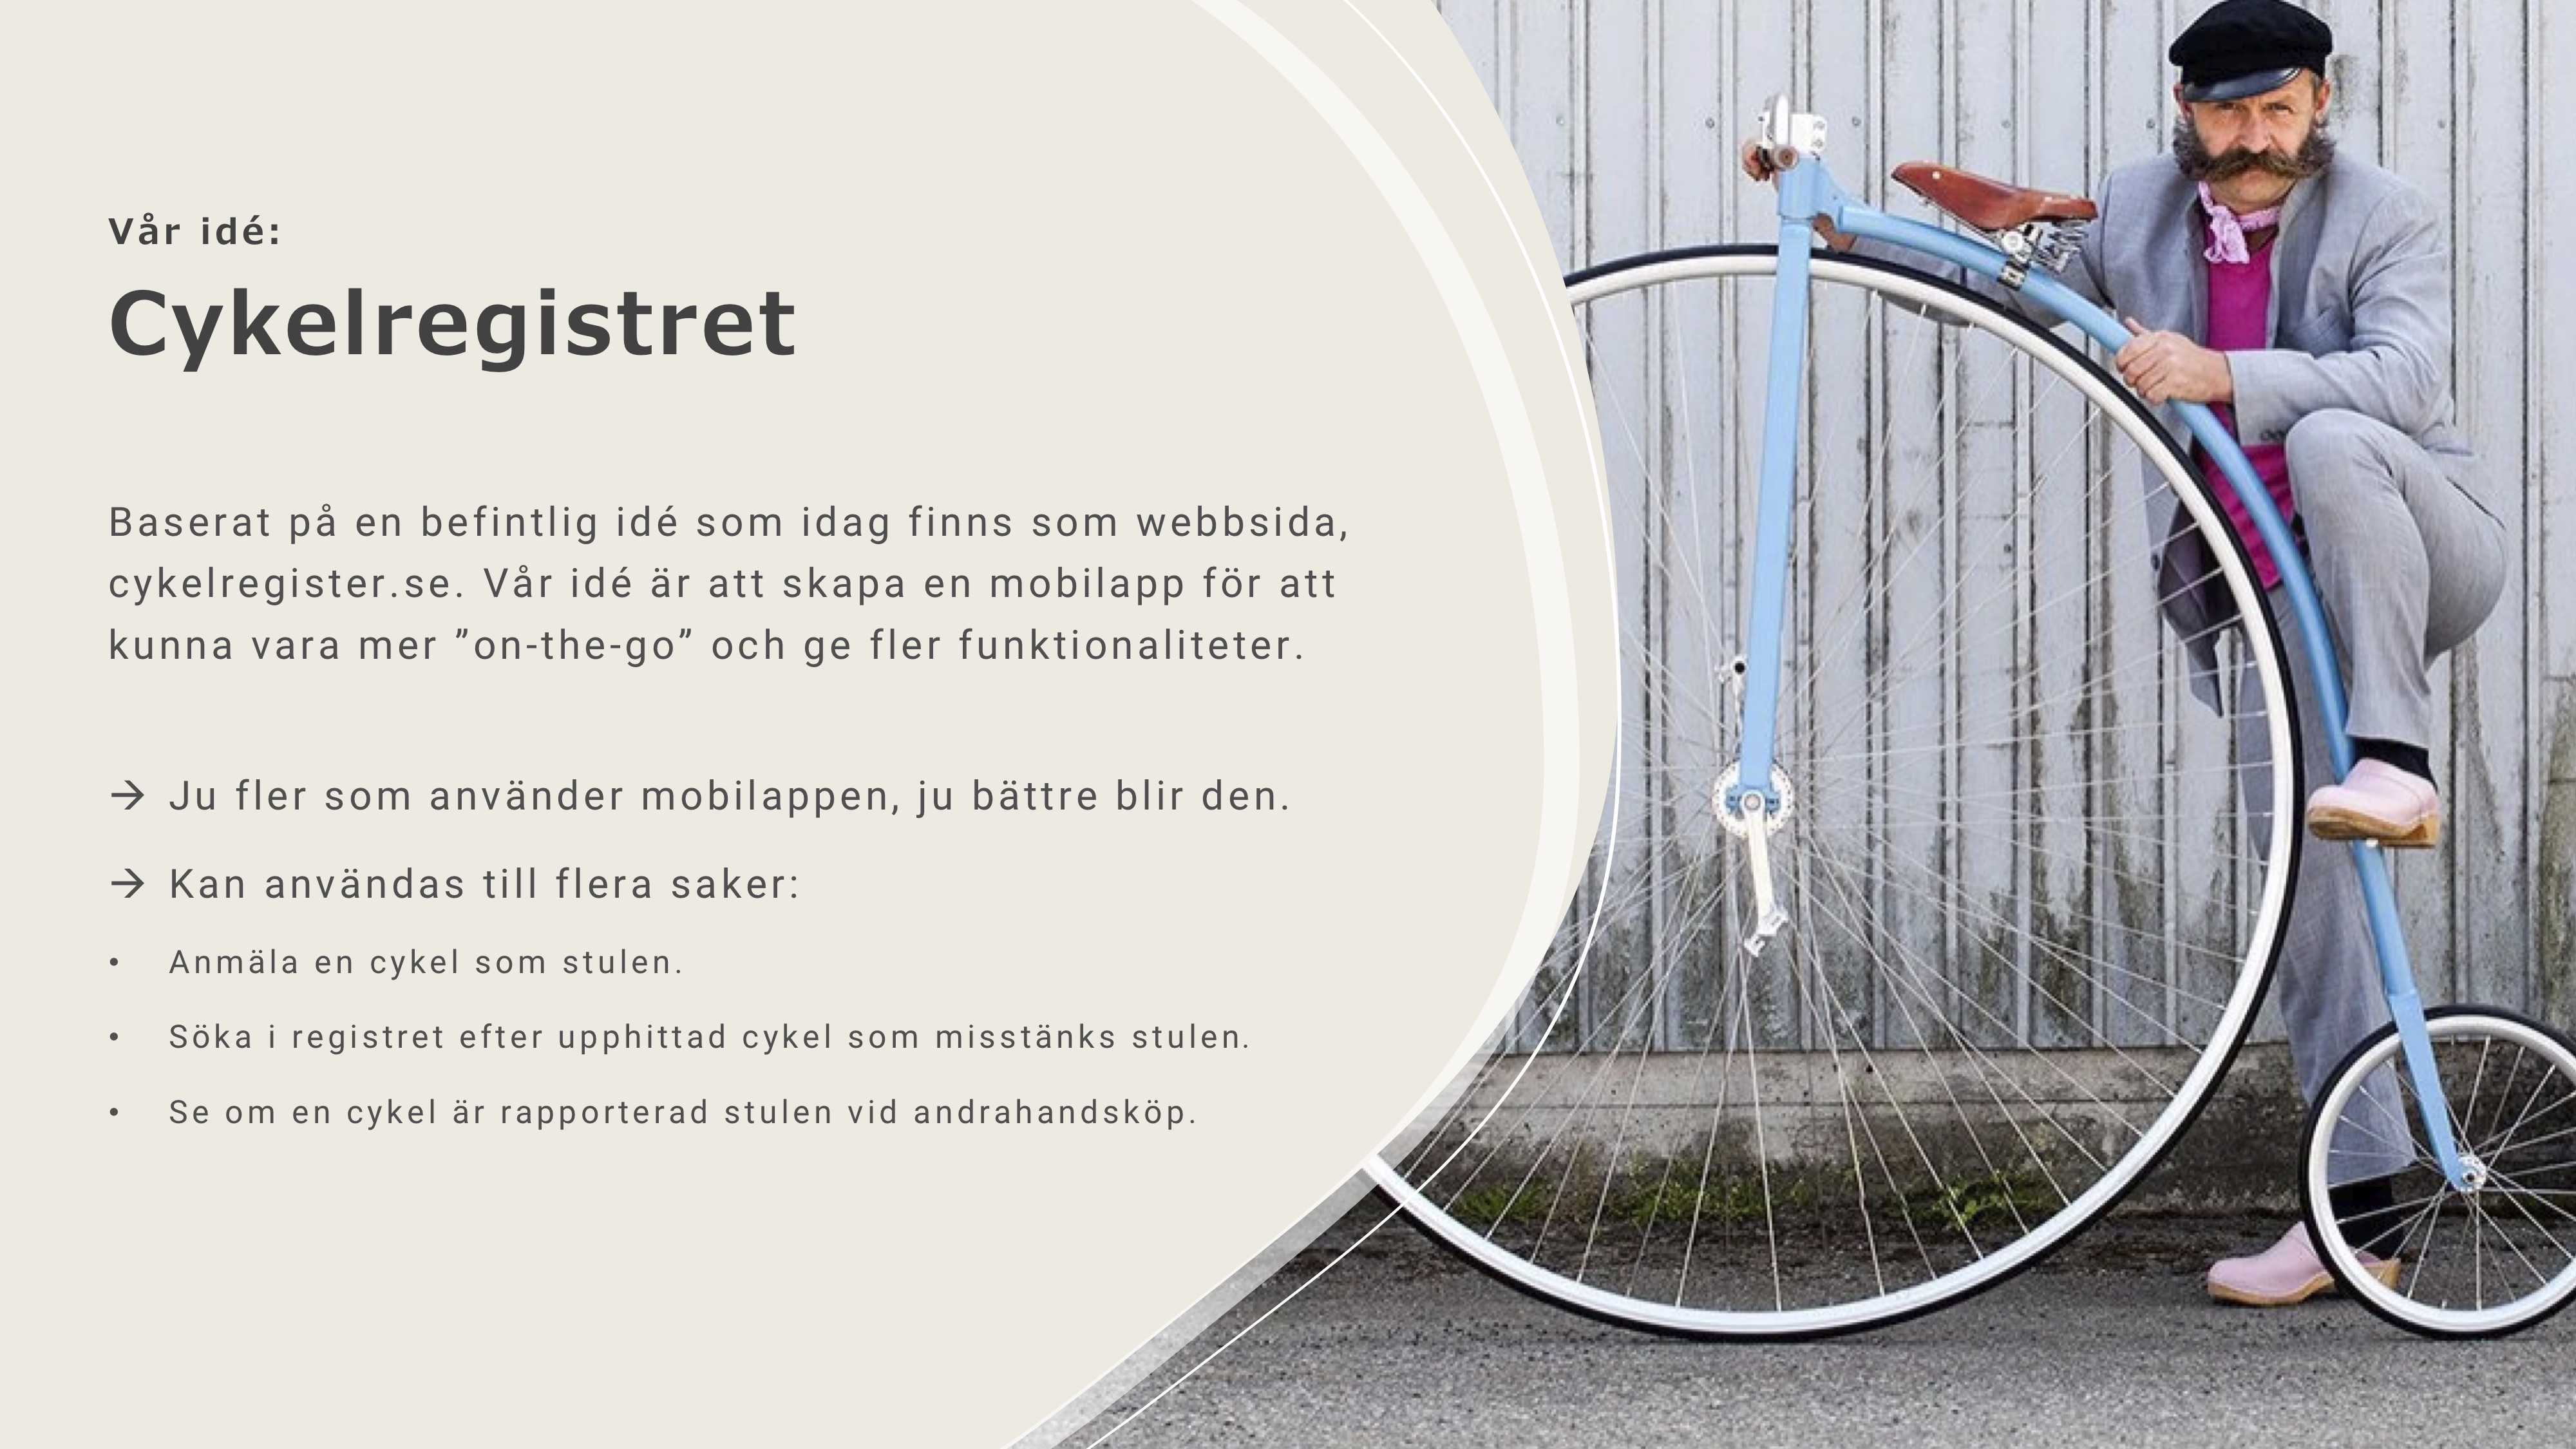 Vår idé:
Cykelregistret
Baserat på en befintlig idé som idag finns som webbsida,
cykelregister.se. Vår idé är att skapa en mobilapp för att
kunna vara mer ”on-the-go” och ge fler funktionaliteter.
→ Ju fler som använder mobilappen, ju bättre blir den.
→ Kan användas till flera saker:
• Anmäla en cykel som stulen.
• Söka i registret efter upphittad cykel som misstänks stulen.
• Se om en cykel är rapporterad stulen vid andrahandsköp.